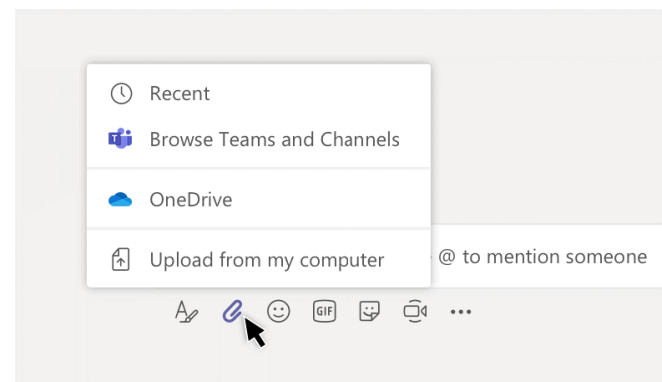 Recent
Browse Teams and Channels
OneDrive
Upload from my computer
@ to mention someone
GIF